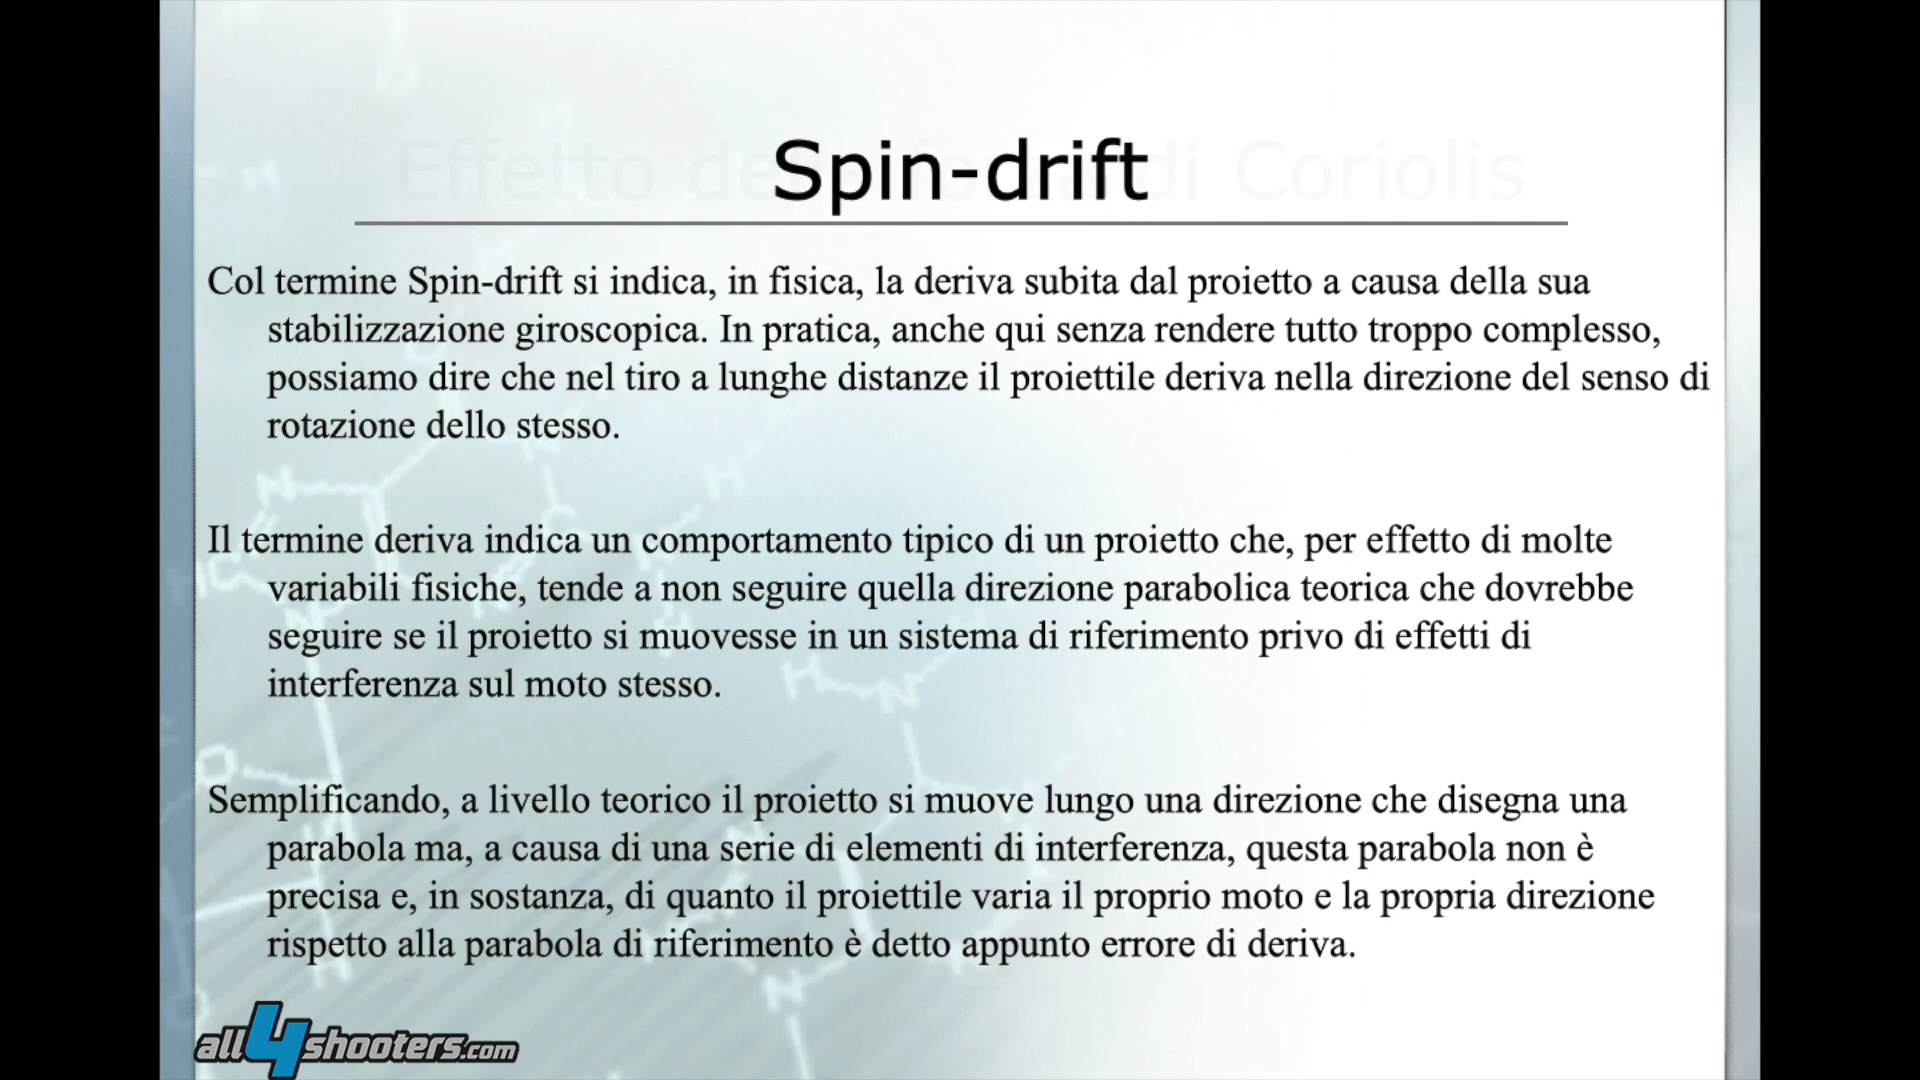 Effetto della forza di Coriolis
Spin-drift
Col termine Spin-drift si indica, in fisica, la deriva subita dal proietto a causa della sua
stabilizzazione giroscopica. In pratica, anche qui senza rendere tutto troppo complesso,
possiamo dire che nel tiro a lunghe distanze il proiettile deriva nella direzione del senso di
rotazione dello stesso.
Il termine deriva indica un comportamento tipico di un proietto che, per effetto di molte
variabili fisiche, tende a non seguire quella direzione parabolica teorica che dovrebbe
seguire se il proietto si muovesse in un sistema di riferimento privo di effetti di
interferenza sul moto stesso.
Semplificando, a livello teorico il proietto si muove lungo una direzione che disegna una
parabola ma, a causa di una serie di elementi di interferenza, questa parabola non è
precisa e, in sostanza, di quanto il proiettile varia il proprio moto e la propria direzione
rispetto alla parabola di riferimento è detto appunto errore di deriva.
all4shooters.com